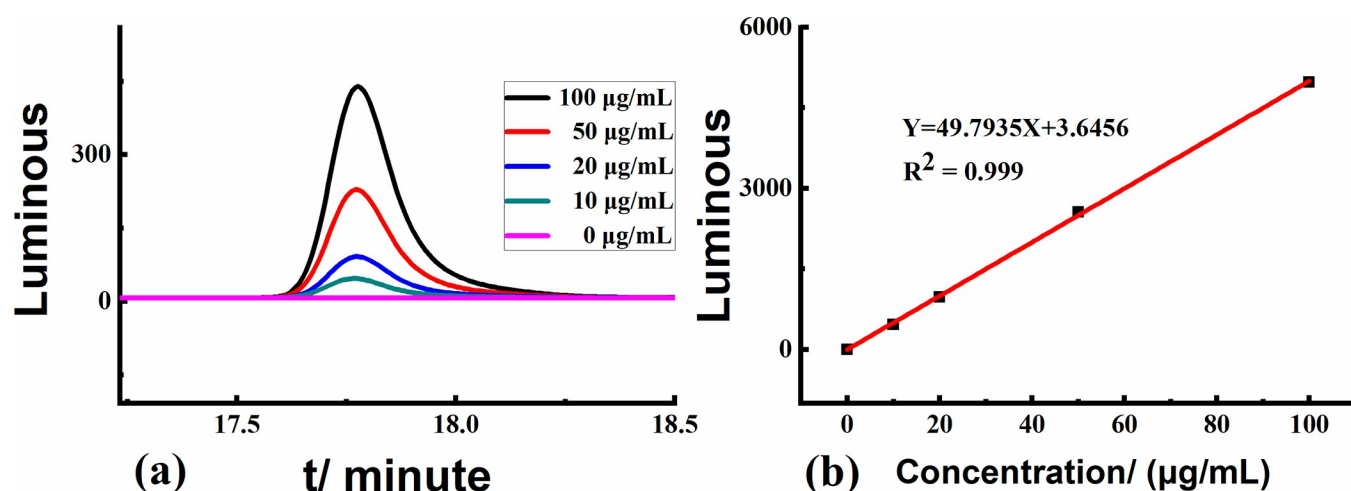 Luminous
300
0
100 μg/mL
50 μg/mL
20 μg/mL
10 μg/mL
0 μg/mL
17.5
18.0
18.5
(a)
t/ minute
Luminous
6000
3000
0
Y=49.7935X+3.6456
R² = 0.999
0
20
40
60
80
100
(b)
Concentration/ (μg/mL)